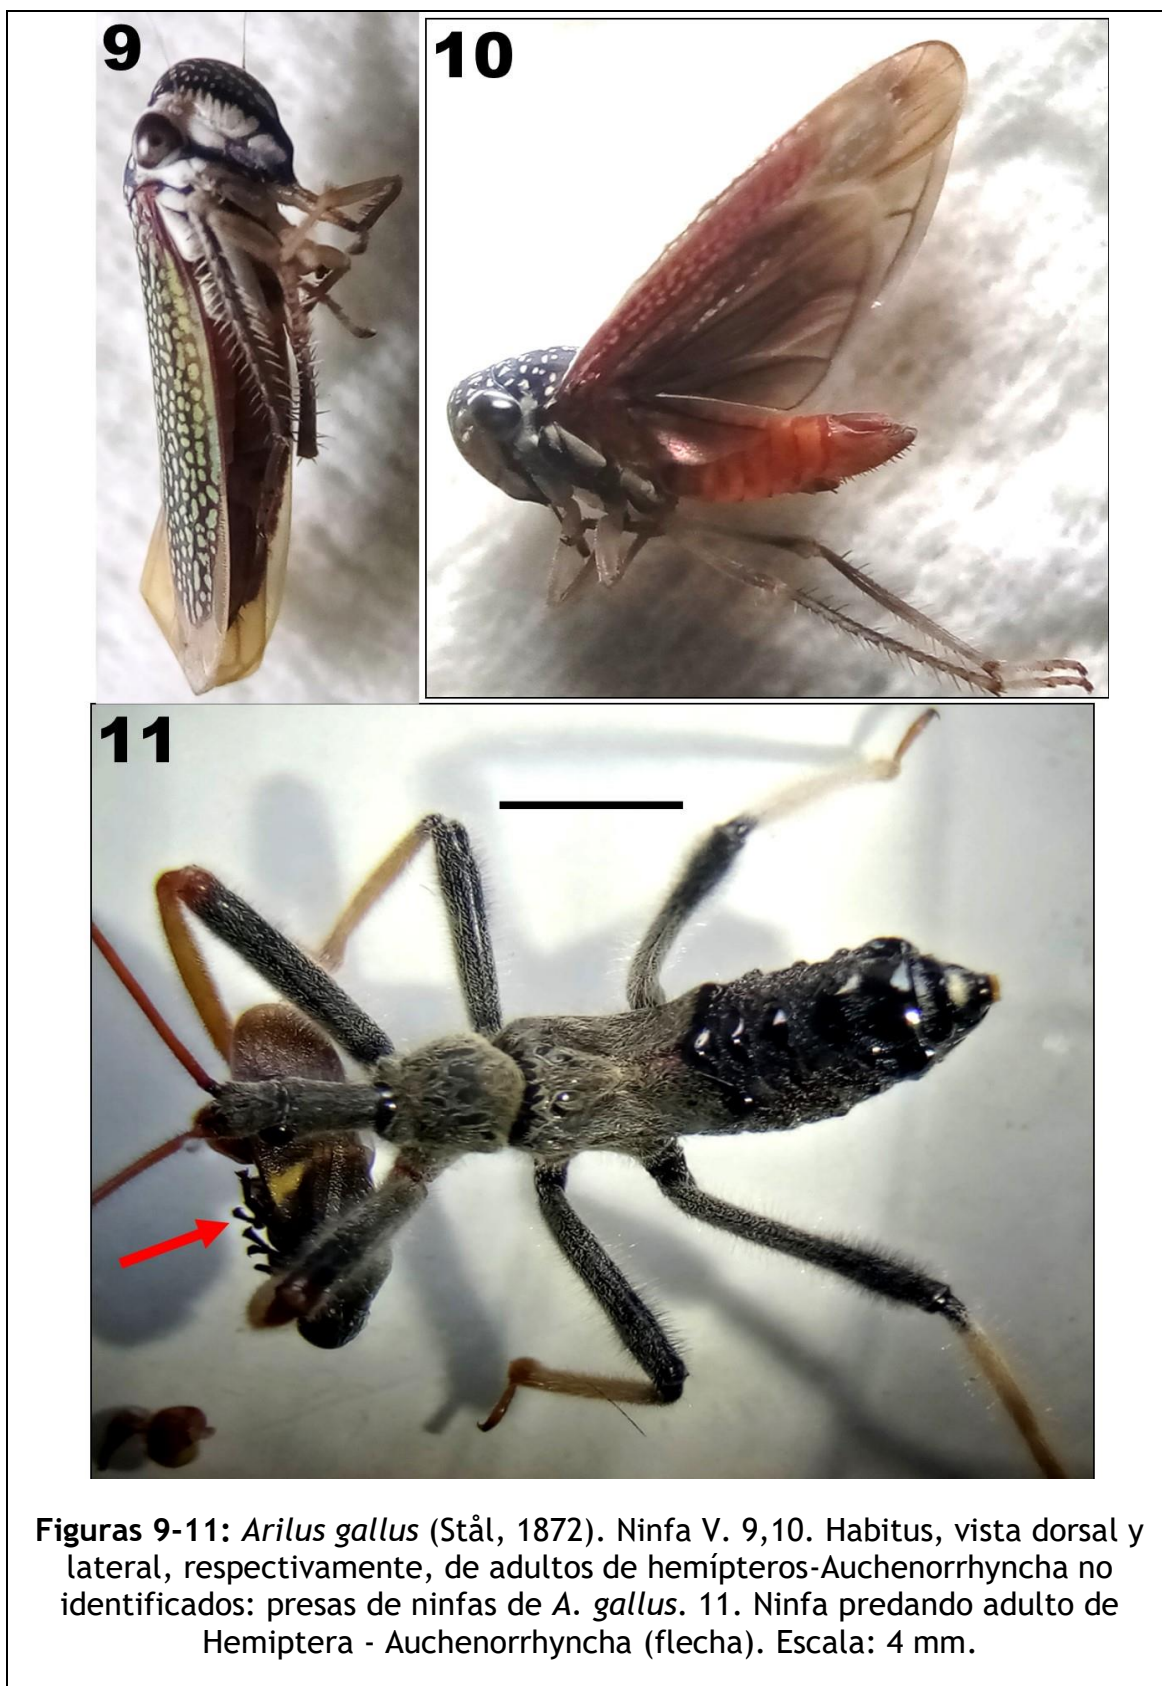 9
10
11
Figuras 9-11: Arilus gallus (Stål, 1872). Ninfa V. 9,10. Habitus, vista dorsal y
lateral, respectivamente, de adultos de hemípteros-Auchenorrhyncha no
identificados: presas de ninfas de A. gallus. 11. Ninfa predando adulto de
Hemiptera - Auchenorrhyncha (flecha). Escala: 4 mm.